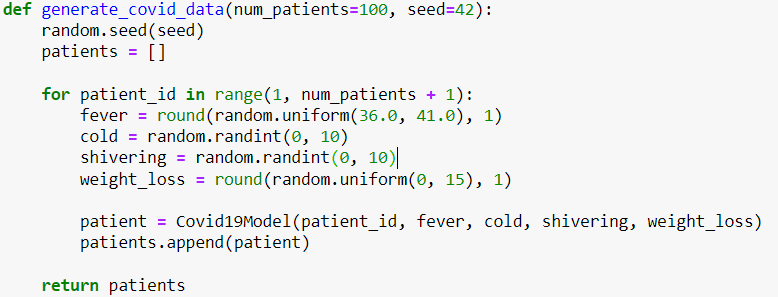 def generate_covid_data(num_patients=100, seed=42):
    random.seed(seed)
    patients = []

    for patient_id in range(1, num_patients + 1):
        fever = round(random.uniform(36.0, 41.0), 1)
        cold = random.randint(0, 10)
        shivering = random.randint(0, 10)
        weight_loss = round(random.uniform(0, 15), 1)

        patient = Covid19Model(patient_id, fever, cold, shivering, weight_loss)
        patients.append(patient)

    return patients